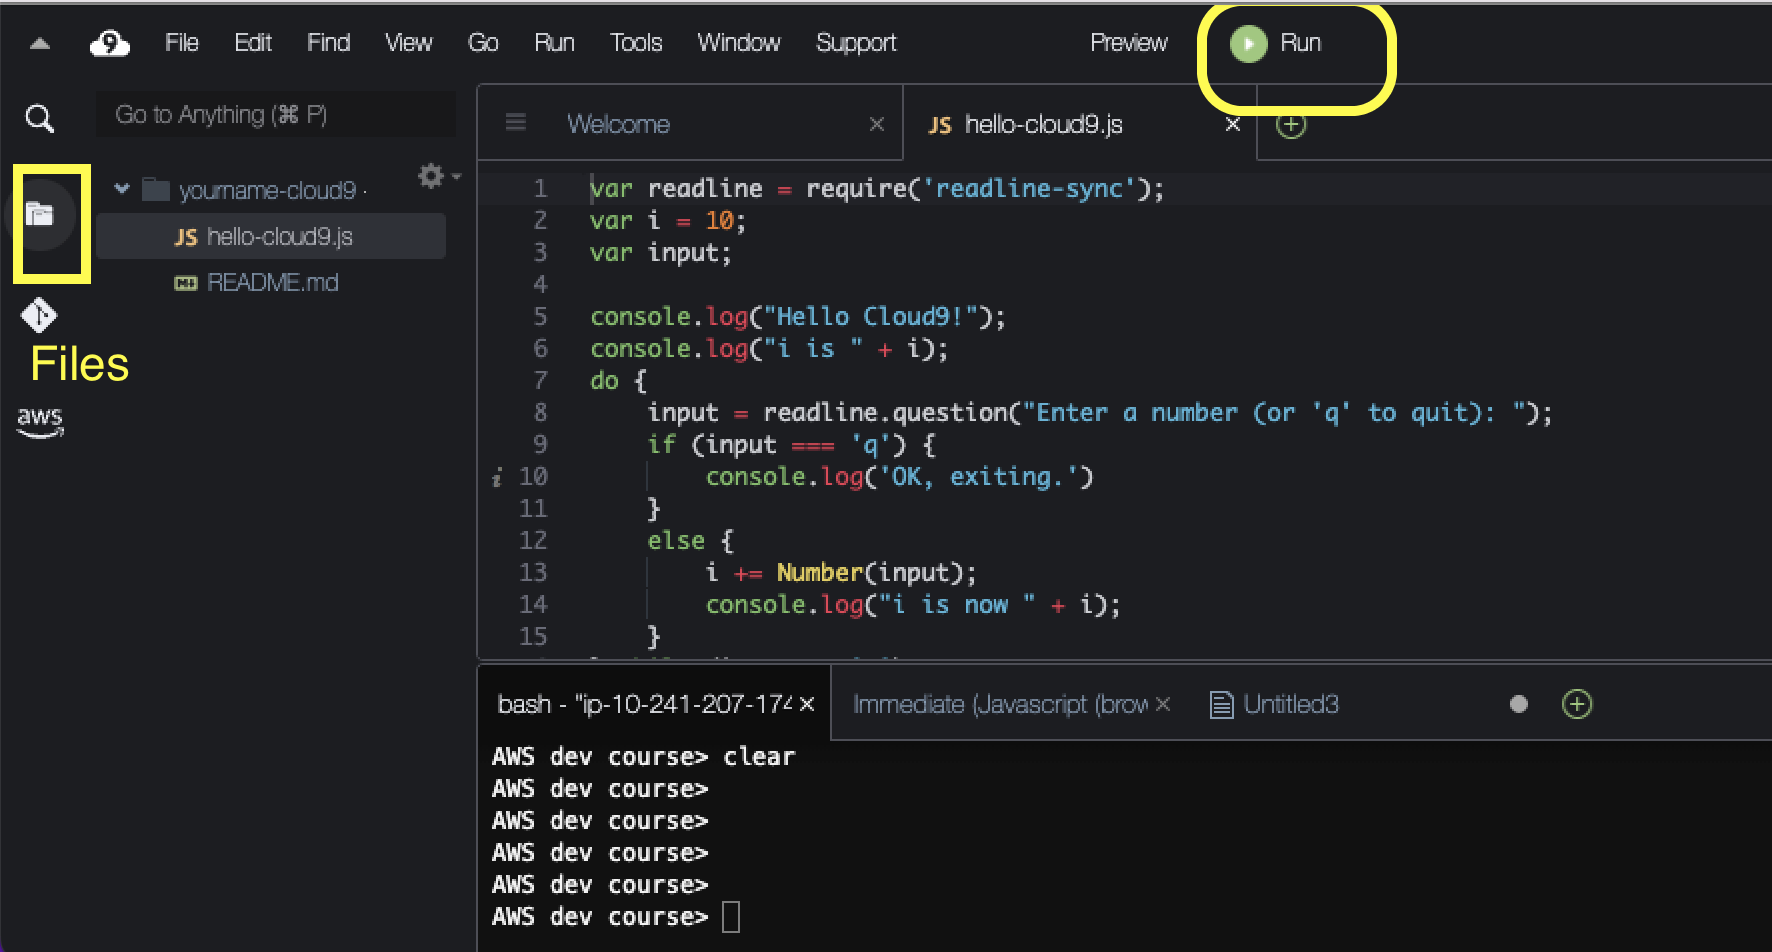 9 File Edit Find View Go Run Tools Window Support Preview Run
Go to Anything (⌘ P)
Welcome
JS hello-cloud9.js
yourname-cloud9
JS hello-cloud9.js
README.md
Files
aws
1 var readline = require('readline-sync');
2 var i = 10;
3 var input;
4
5 console.log("Hello Cloud9!");
6 console.log("i is " + i);
7 do {
8 input = readline.question("Enter a number (or 'q' to quit): ");
9 if (input === 'q') {
i 10 console.log('OK, exiting.')
11 }
12 else {
13 i += Number(input);
14 console.log("i is now " + i);
15 }
bash - "ip-10-241-207-174
Immediate (Javascript (brow
Untitled3
AWS dev course> clear
AWS dev course>
AWS dev course>
AWS dev course>
AWS dev course>
AWS dev course>